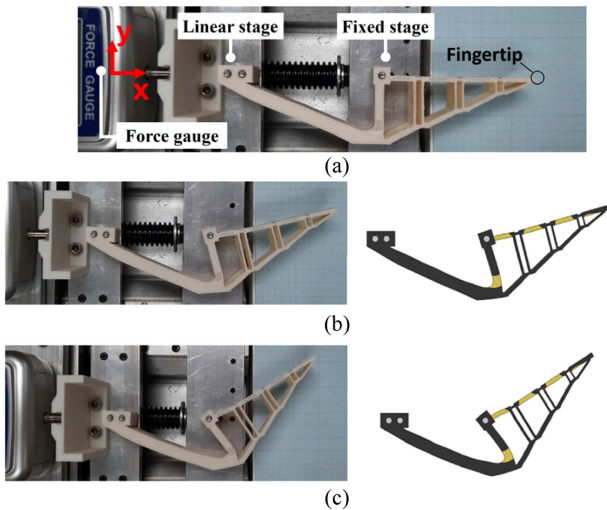 Linear stage
Fixed stage
Fingertip
FORCE GAUGE
y
x
Force gauge
(a)
(b)
(c)